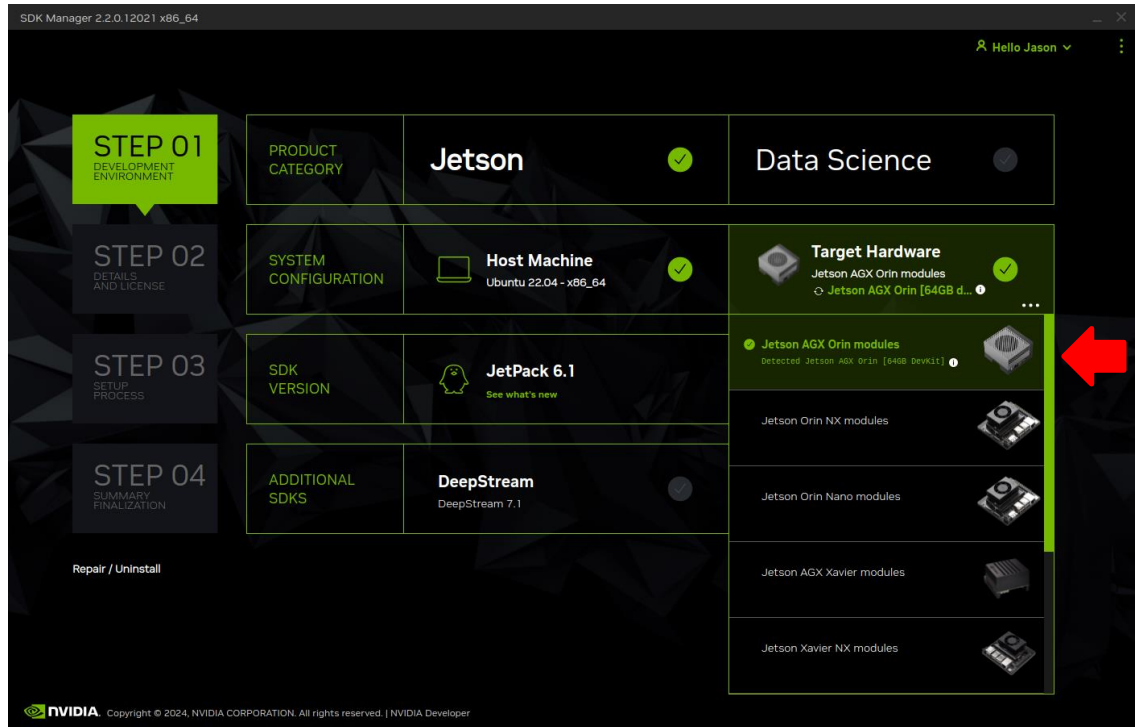 SDK Manager 2.2.0.12021 x86_64
Hello Jason
STEP 01
DEVELOPMENT
ENVIRONMENT
PRODUCT
CATEGORY
Jetson
Data Science
STEP 02
DETAILS
AND LICENSE
SYSTEM
CONFIGURATION
Host Machine
Ubuntu 22.04 - x86_64
Target Hardware
Jetson AGX Orin modules
Jetson AGX Orin [64GB d...
STEP 03
SETUP
PROCESS
SDK
VERSION
JetPack 6.1
See what's new
Jetson AGX Orin modules
Detected Jetson AGX Orin [64GB DevKit]
Jetson Orin NX modules
STEP 04
SUMMARY
FINALIZATION
ADDITIONAL
SDKS
DeepStream
DeepStream 7.1
Jetson Orin Nano modules
Jetson AGX Xavier modules
Jetson Xavier NX modules
Repair / Uninstall
NVIDIA. Copyright © 2024, NVIDIA CORPORATION. All rights reserved. | NVIDIA Developer